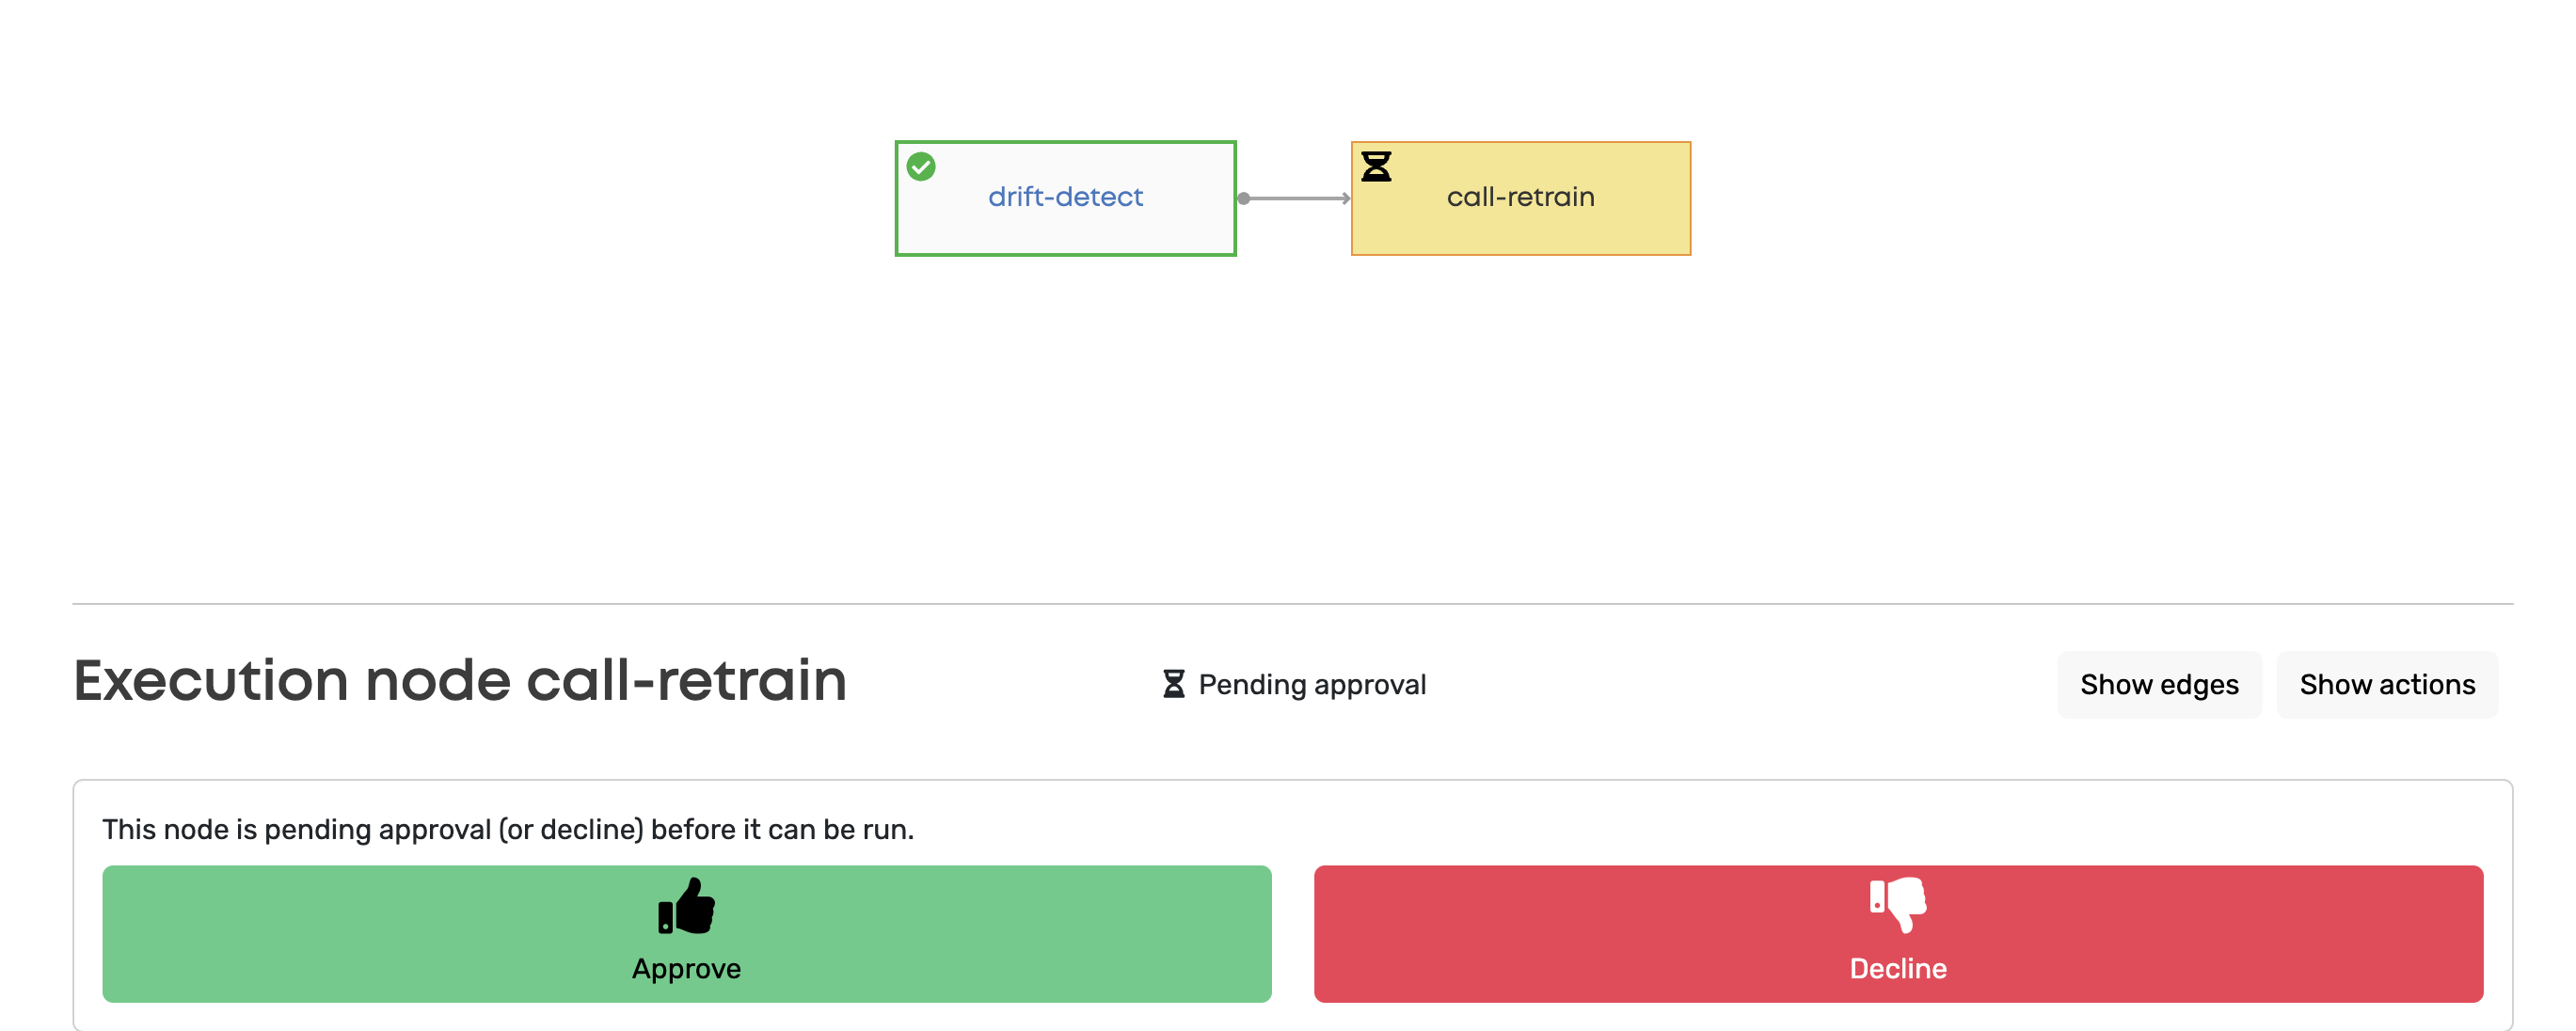 drift-detect
call-retrain
Execution node call-retrain
Pending approval
Show edges
Show actions
This node is pending approval (or decline) before it can be run.
Approve
Decline